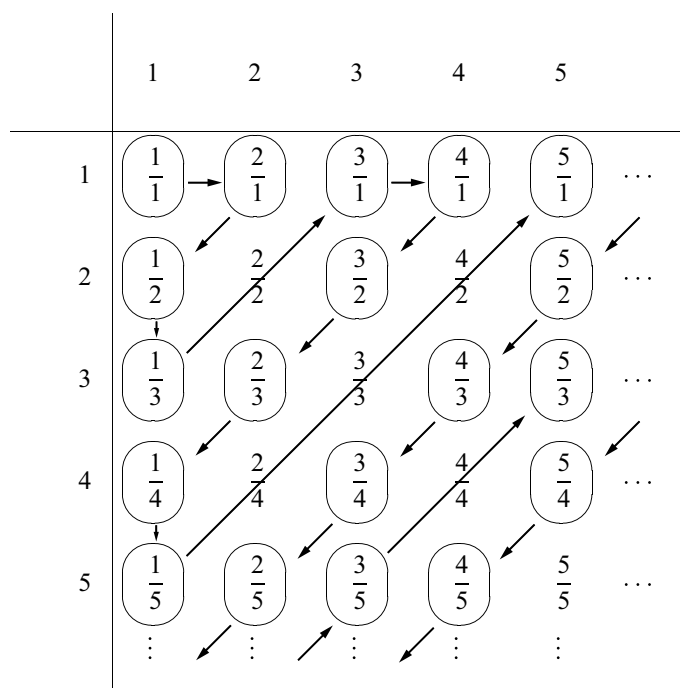 1 2 3 4 5
1 1/1 2/1 3/1 4/1 5/1 ⋯
2 1/2 2/2 3/2 4/2 5/2 ⋯
3 1/3 2/3 3/3 4/3 5/3 ⋯
4 1/4 2/4 3/4 4/4 5/4 ⋯
5 1/5 2/5 3/5 4/5 5/5 ⋯
⋮ ⋮ ⋮ ⋮ ⋮